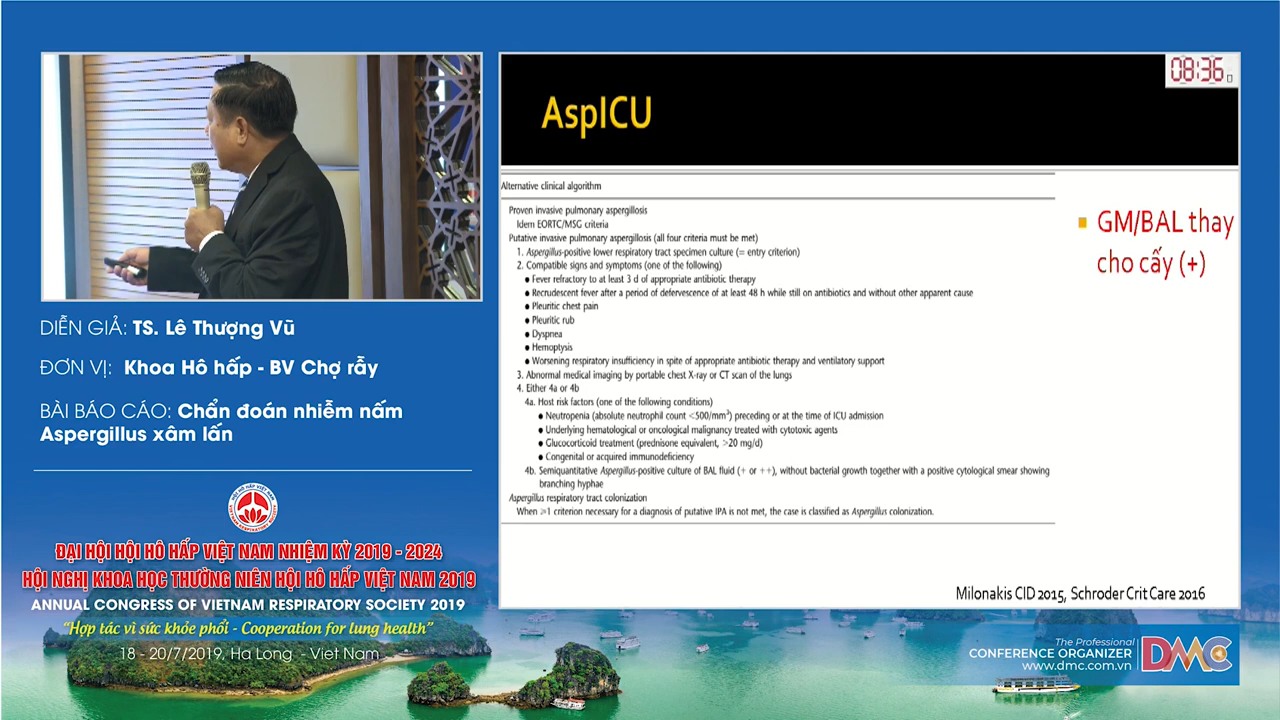 08:36
AspICU
Alternative clinical algorithm
Proven invasive pulmonary aspergillosis
Idem EORTC/MSG criteria
Putative invasive pulmonary aspergillosis (all four criteria must be met)
1. Aspergillus-positive lower respiratory tract specimen culture (= entry criterion)
2. Compatible signs and symptoms (one of the following)
● Fever refractory to at least 3 d of appropriate antibiotic therapy
● Recrudescent fever after a period of defervescence of at least 48 h while still on antibiotics and without other apparent cause
● Pleuritic chest pain
● Pleuritic rub
● Dyspnea
● Hemoptysis
● Worsening respiratory insufficiency in spite of appropriate antibiotic therapy and ventilatory support
3. Abnormal medical imaging by portable chest X-ray or CT scan of the lungs
4. Either 4a or 4b
4a. Host risk factors (one of the following conditions)
● Neutropenia (absolute neutrophil count <500/mm³) preceding or at the time of ICU admission
● Underlying hematological or oncological malignancy treated with cytotoxic agents
● Glucocorticoid treatment (prednisone equivalent, >20 mg/d)
● Congenital or acquired immunodeficiency
4b. Semiquantitative Aspergillus-positive culture of BAL fluid (+ or ++), without bacterial growth together with a positive cytological smear showing
branching hyphae
Aspergillus respiratory tract colonization
When ⩾1 criterion necessary for a diagnosis of putative IPA is not met, the case is classified as Aspergillus colonization.
GM/BAL thay
cho cấy (+)
Milonakis CID 2015, Schroder Crit Care 2016
DIỄN GIẢ: TS. Lê Thượng Vũ
ĐƠN VỊ: Khoa Hô hấp - BV Chợ rẫy
BÀI BÁO CÁO: Chẩn đoán nhiễm nấm
Aspergillus xâm lấn
HỘI HÔ HẤP VIỆT NAM
VIETNAM RESPIRATORY SOCIETY
ĐẠI HỘI HỘI HÔ HẤP VIỆT NAM NHIỆM KỲ 2019 - 2024
HỘI NGHỊ KHOA HỌC THƯỜNG NIÊN HỘI HÔ HẤP VIỆT NAM 2019
ANNUAL CONGRESS OF VIETNAM RESPIRATORY SOCIETY 2019
"Hợp tác vì sức khỏe phổi - Cooperation for lung health"
18 - 20/7/2019, Ha Long - Viet Nam
The Professional
CONFERENCE ORGANIZER
www.dmc.com.vn
DMC